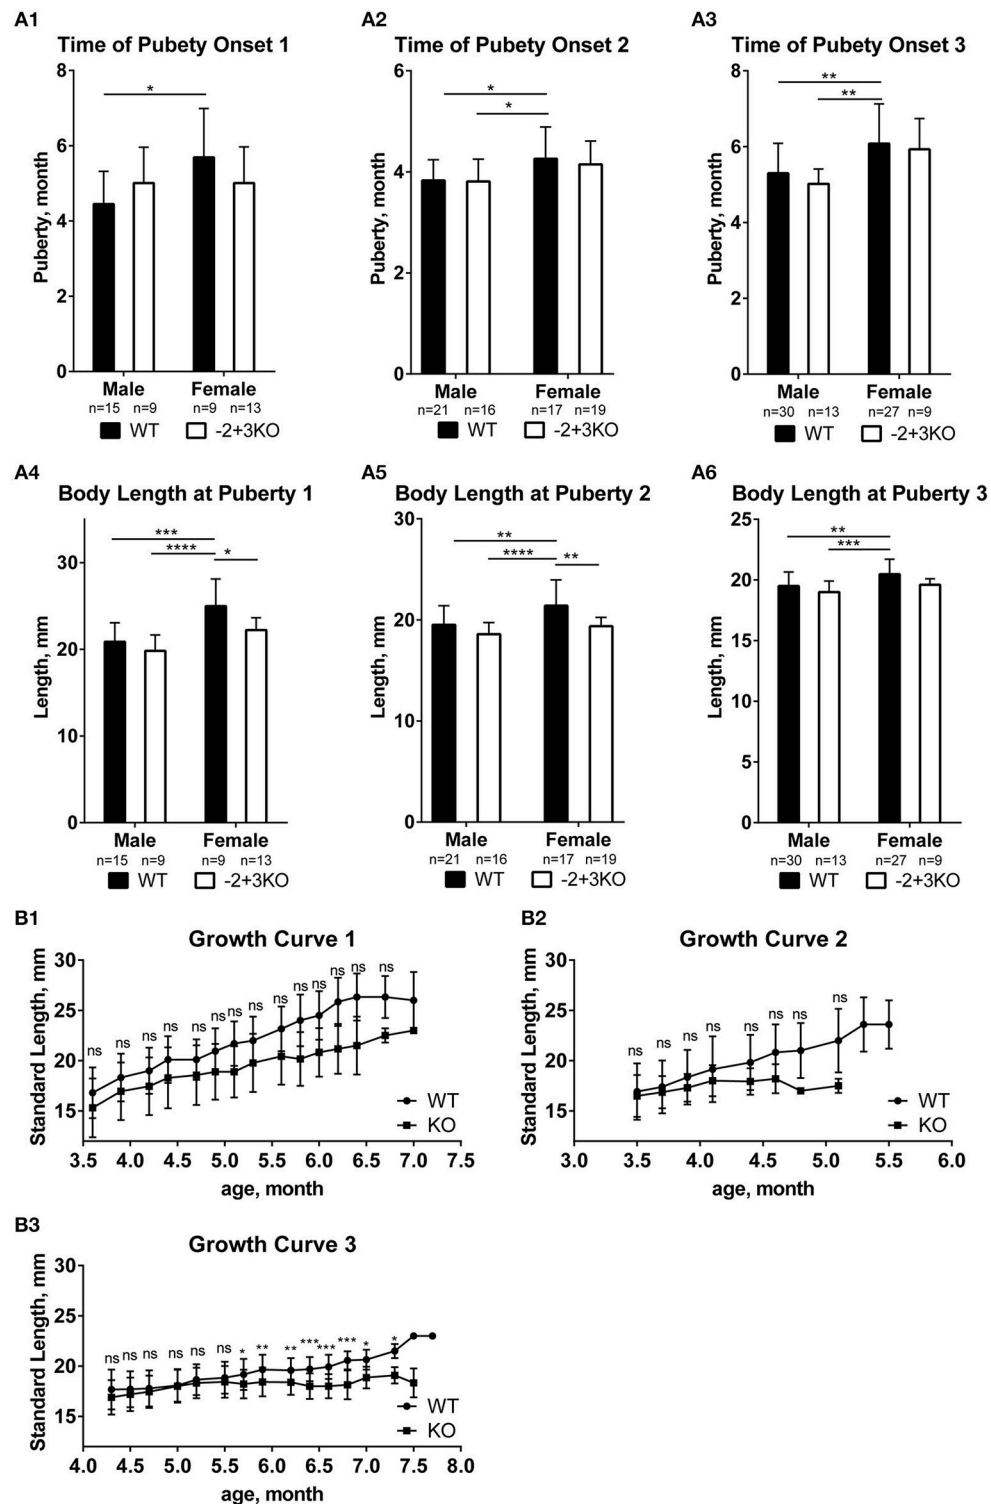 A1
Time of Pubety Onset 1
8
6
4
2
0
Puberty, month
*
Male
Female
n=15 n=9 n=9 n=13
WT -2+3KO
A2
Time of Pubety Onset 2
6
4
2
0
Puberty, month
*
*
Male
Female
n=21 n=16 n=17 n=19
WT -2+3KO
A3
Time of Pubety Onset 3
8
6
4
2
0
Puberty, month
**
**
Male
Female
n=30 n=13 n=27 n=9
WT -2+3KO
A4
Body Length at Puberty 1
30
20
10
0
Length, mm
***
****
*
Male
Female
n=15 n=9 n=9 n=13
WT -2+3KO
A5
Body Length at Puberty 2
30
20
10
0
Length, mm
**
****
**
Male
Female
n=21 n=16 n=17 n=19
WT -2+3KO
A6
Body Length at Puberty 3
25
20
15
10
5
0
Length, mm
**
***
Male
Female
n=30 n=13 n=27 n=9
WT -2+3KO
B1
Growth Curve 1
30
25
20
15
Standard Length, mm
ns ns ns ns ns ns ns ns ns ns ns ns ns ns
WT
KO
3.5 4.0 4.5 5.0 5.5 6.0 6.5 7.0 7.5
age, month
B2
Growth Curve 2
30
25
20
15
Standard Length, mm
ns ns ns ns ns ns ns ns
WT
KO
3.0 3.5 4.0 4.5 5.0 5.5 6.0
age, month
B3
Growth Curve 3
30
25
20
15
Standard Length, mm
ns ns ns ns ns ns * ** ** *** *** *** * *
WT
KO
4.0 4.5 5.0 5.5 6.0 6.5 7.0 7.5 8.0
age, month